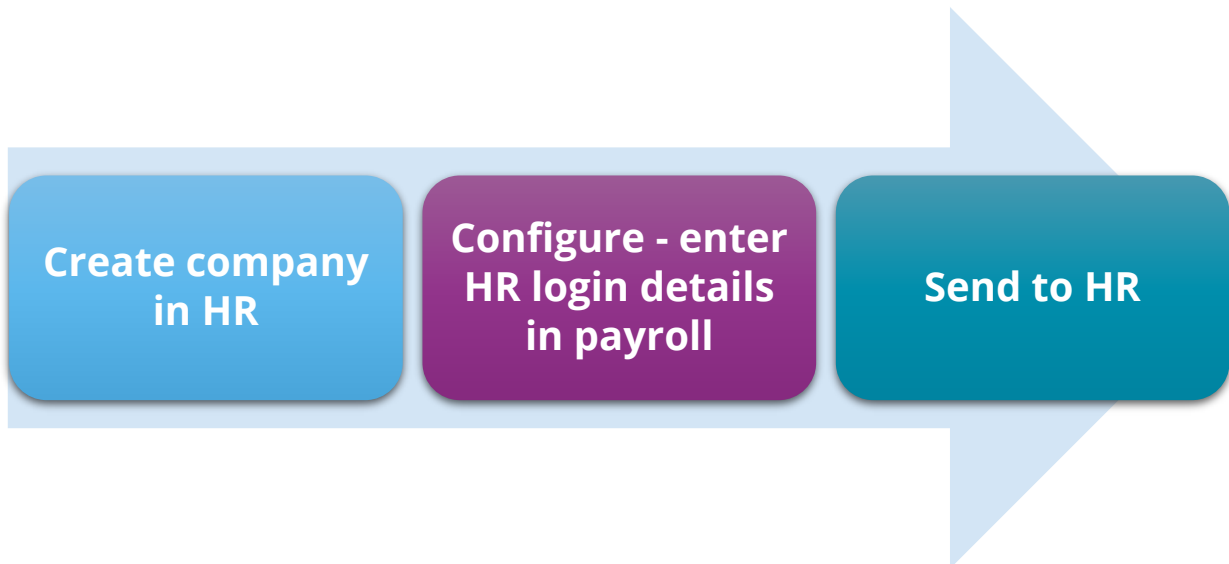 Create company
in HR
Configure - enter
HR login details
in payroll
Send to HR